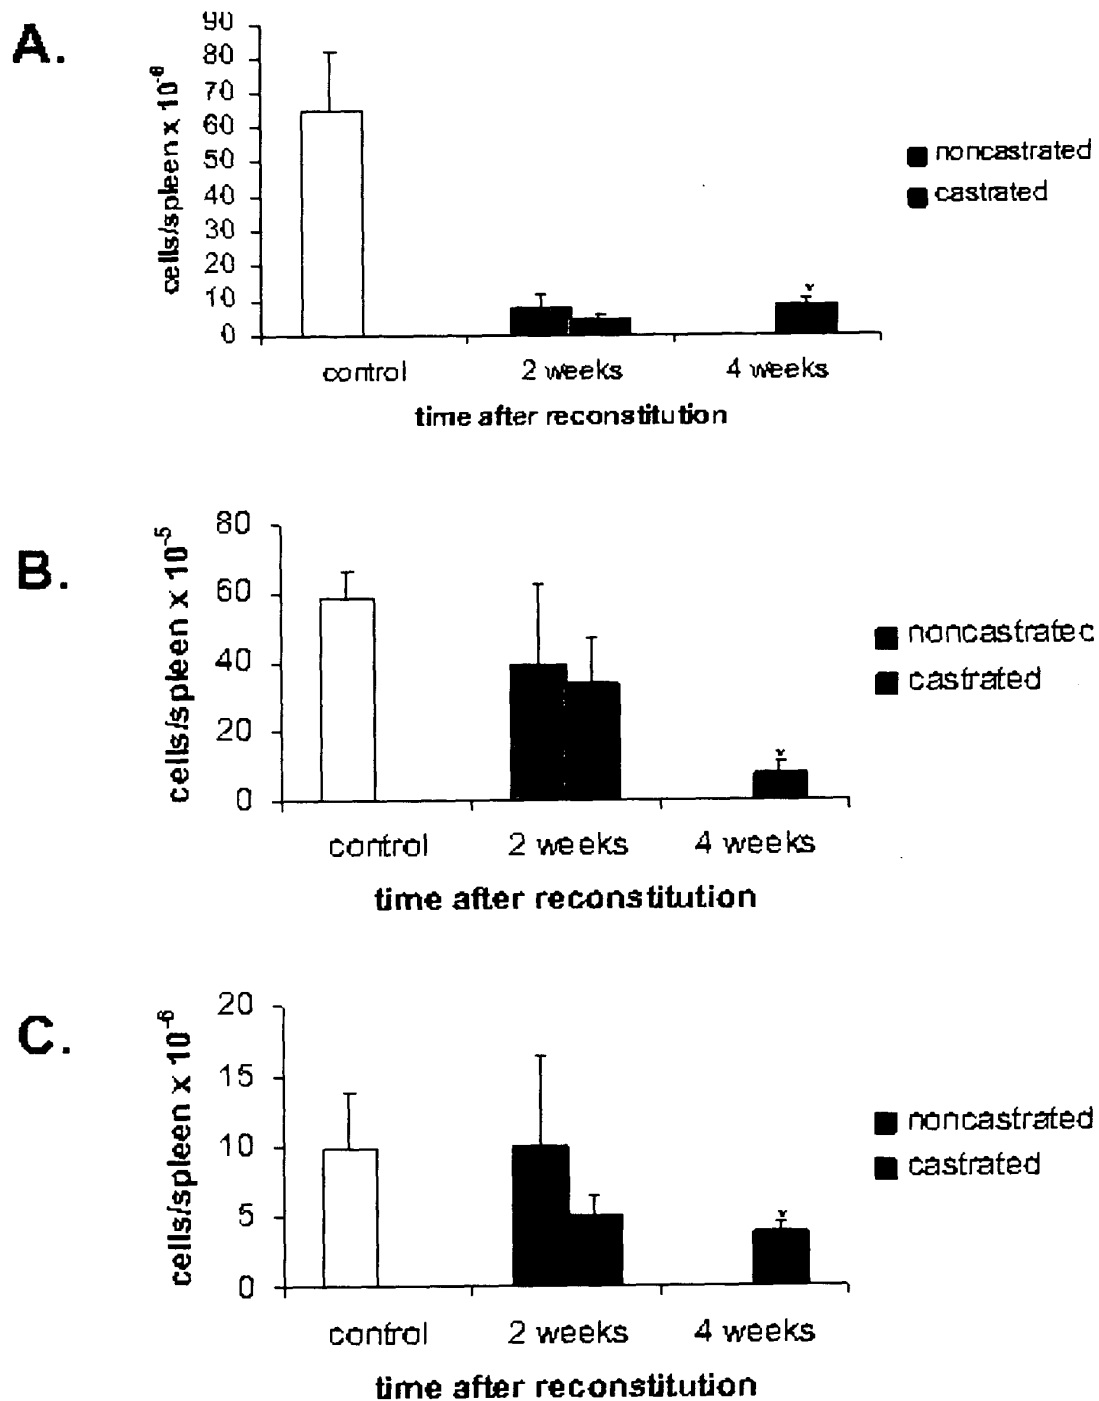 A.
cells/spleen x 10-6
90
80
70
60
50
40
30
20
10
0
noncastrated
castrated
*
control
2 weeks
4 weeks
time after reconstitution
B.
cells/spleen x 10-5
80
60
40
20
0
noncastratec
castrated
*
control
2 weeks
4 weeks
time after reconstitution
C.
cells/spleen x 10-6
20
15
10
5
0
noncastrated
castrated
*
control
2 weeks
4 weeks
time after reconstitution